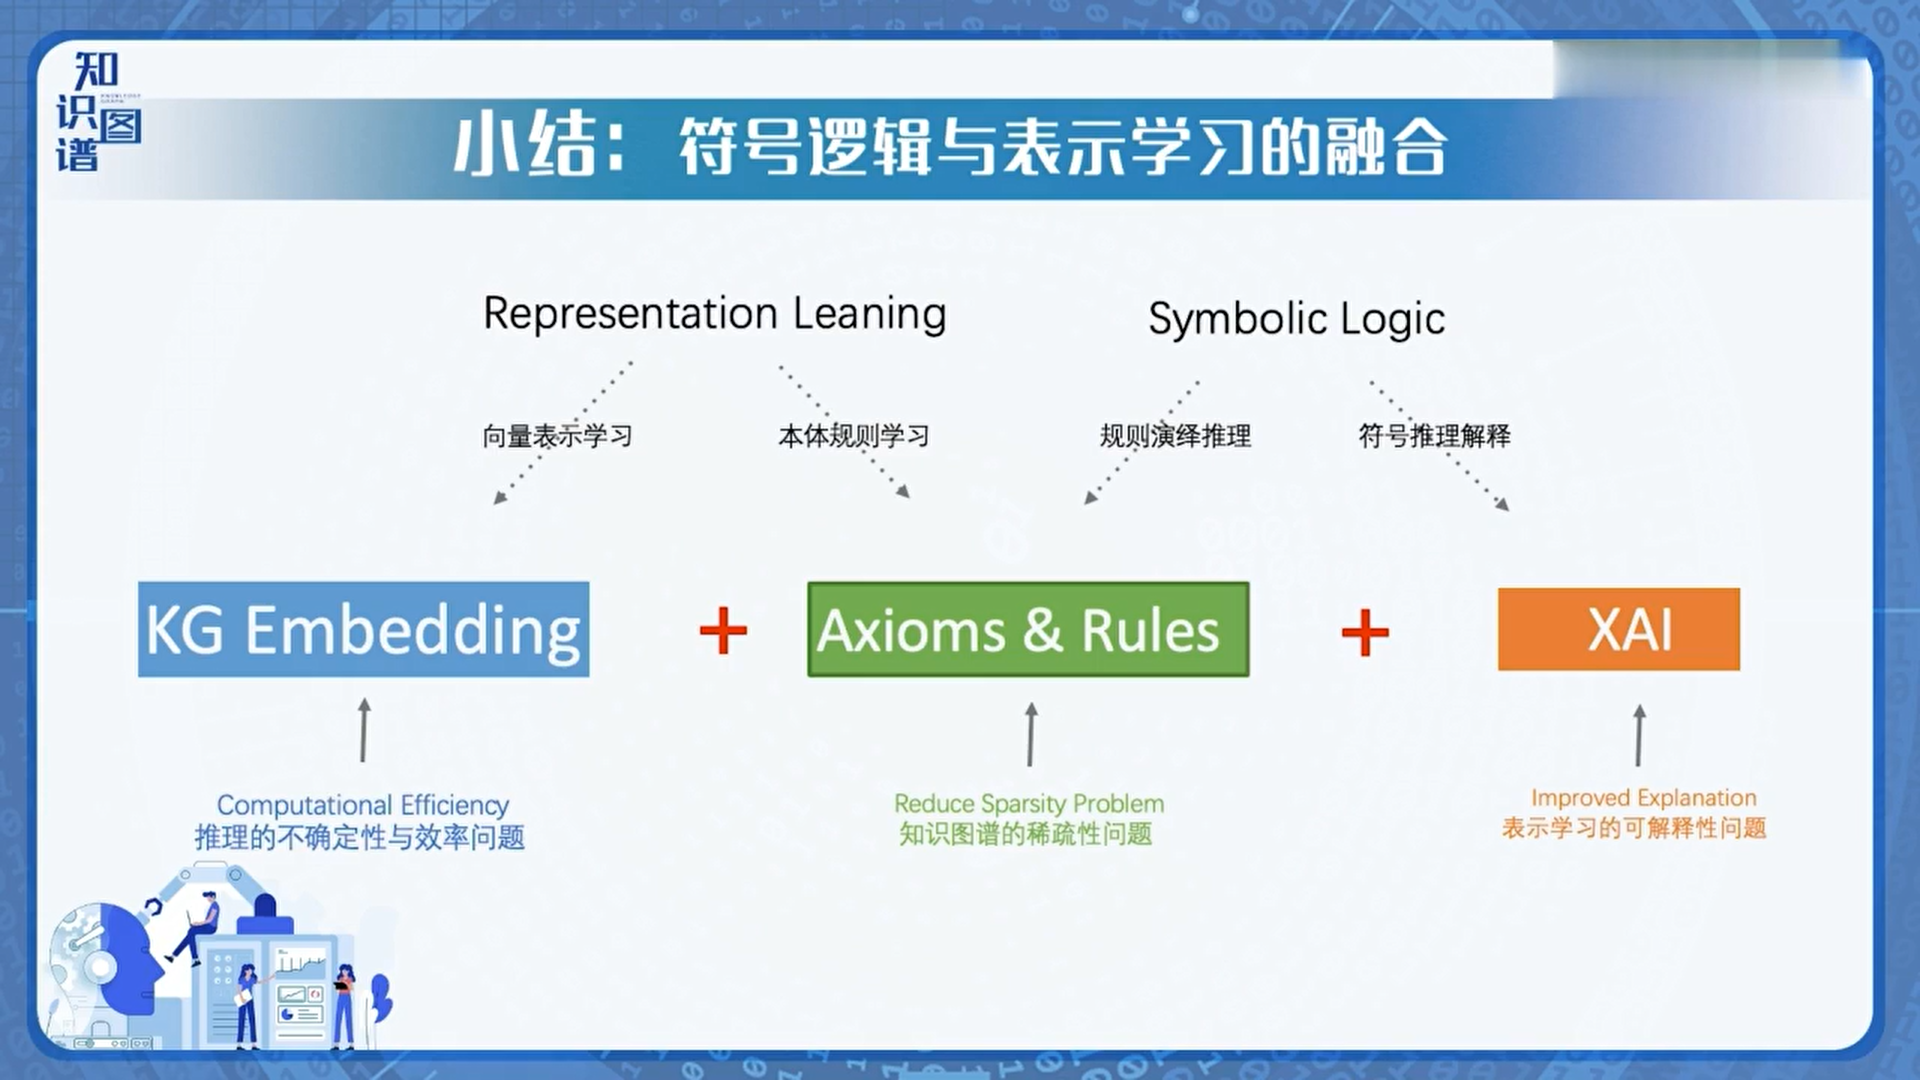 知识图谱
KNOWLEDGE
GRAPH
小结：符号逻辑与表示学习的融合
Representation Leaning
Symbolic Logic
向量表示学习
本体规则学习
规则演绎推理
符号推理解释
KG Embedding
+
Axioms & Rules
+
XAI
Computational Efficiency
推理的不确定性与效率问题
Reduce Sparsity Problem
知识图谱的稀疏性问题
Improved Explanation
表示学习的可解释性问题